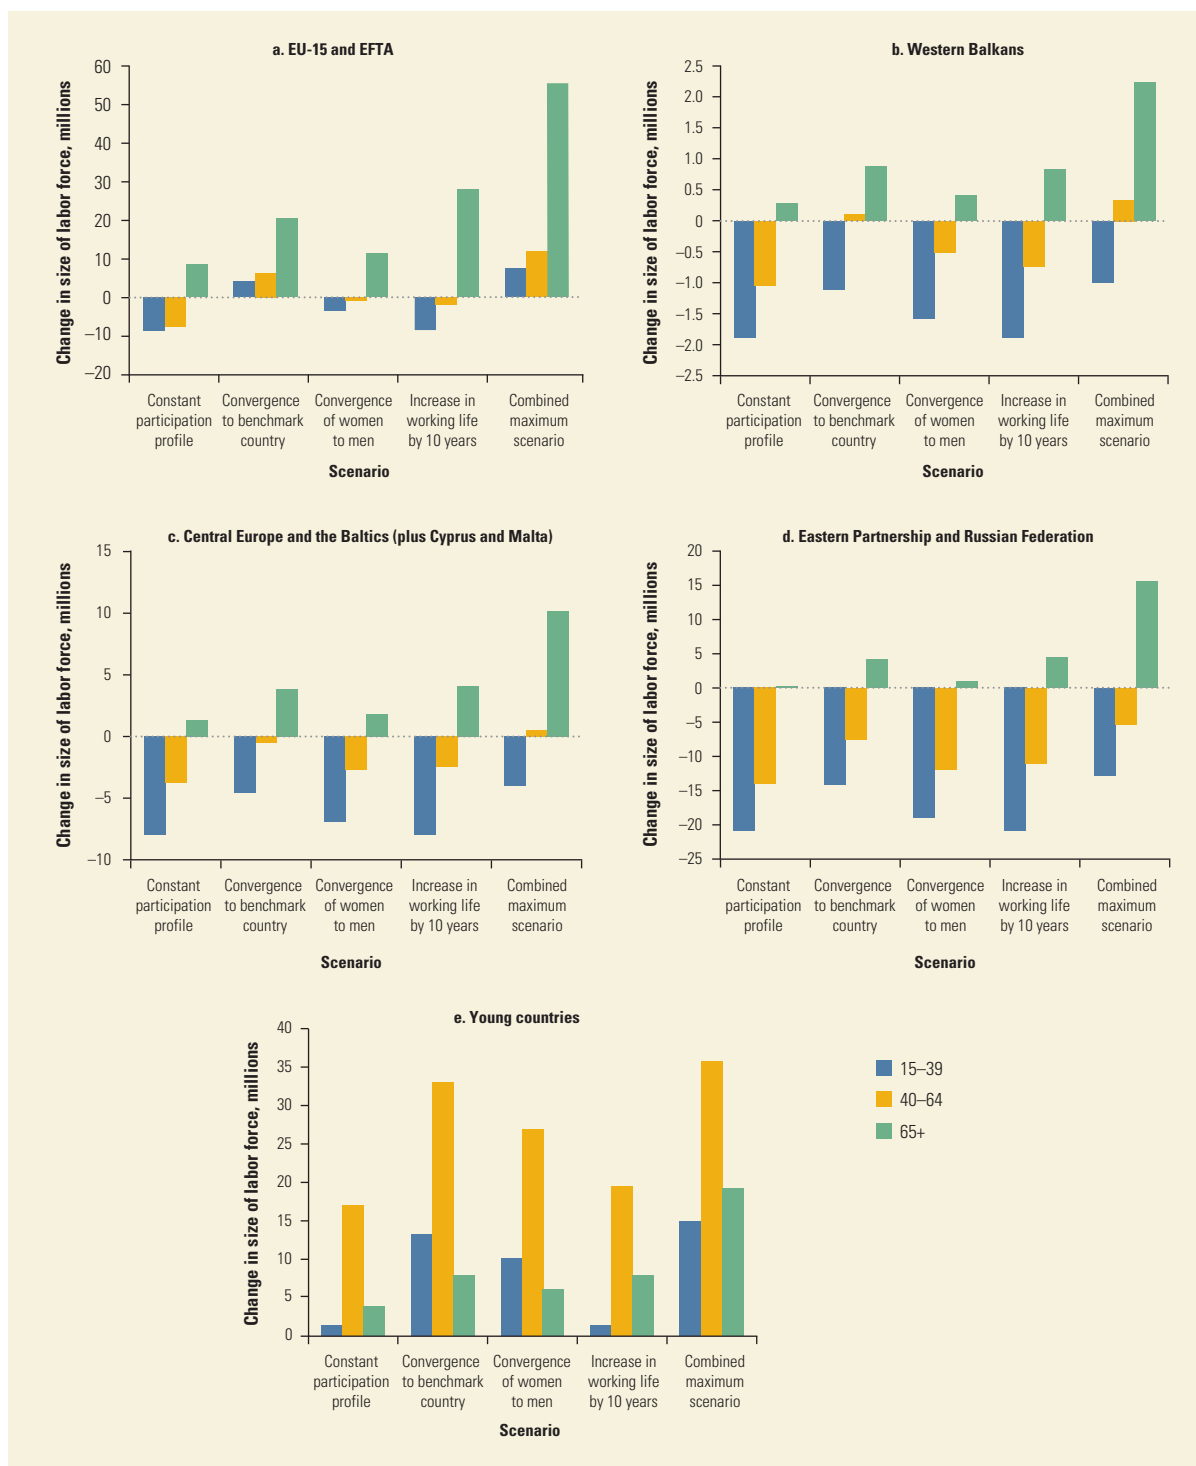 a. EU-15 and EFTA
Change in size of labor force, millions
60
50
40
30
20
10
0
–10
–20
Constant
participation
profile
Convergence
to benchmark
country
Convergence
of women
to men
Increase in
working life
by 10 years
Combined
maximum
scenario
Scenario
b. Western Balkans
Change in size of labor force, millions
2.5
2.0
1.5
1.0
0.5
0
–0.5
–1.0
–1.5
–2.0
–2.5
Constant
participation
profile
Convergence
to benchmark
country
Convergence
of women
to men
Increase in
working life
by 10 years
Combined
maximum
scenario
Scenario
c. Central Europe and the Baltics (plus Cyprus and Malta)
Change in size of labor force, millions
15
10
5
0
–5
–10
Constant
participation
profile
Convergence
to benchmark
country
Convergence
of women
to men
Increase in
working life
by 10 years
Combined
maximum
scenario
Scenario
d. Eastern Partnership and Russian Federation
Change in size of labor force, millions
20
15
10
5
0
–5
–10
–15
–20
–25
Constant
participation
profile
Convergence
to benchmark
country
Convergence
of women
to men
Increase in
working life
by 10 years
Combined
maximum
scenario
Scenario
e. Young countries
Change in size of labor force, millions
40
35
30
25
20
15
10
5
0
Constant
participation
profile
Convergence
to benchmark
country
Convergence
of women
to men
Increase in
working life
by 10 years
Combined
maximum
scenario
Scenario
15–39
40–64
65+